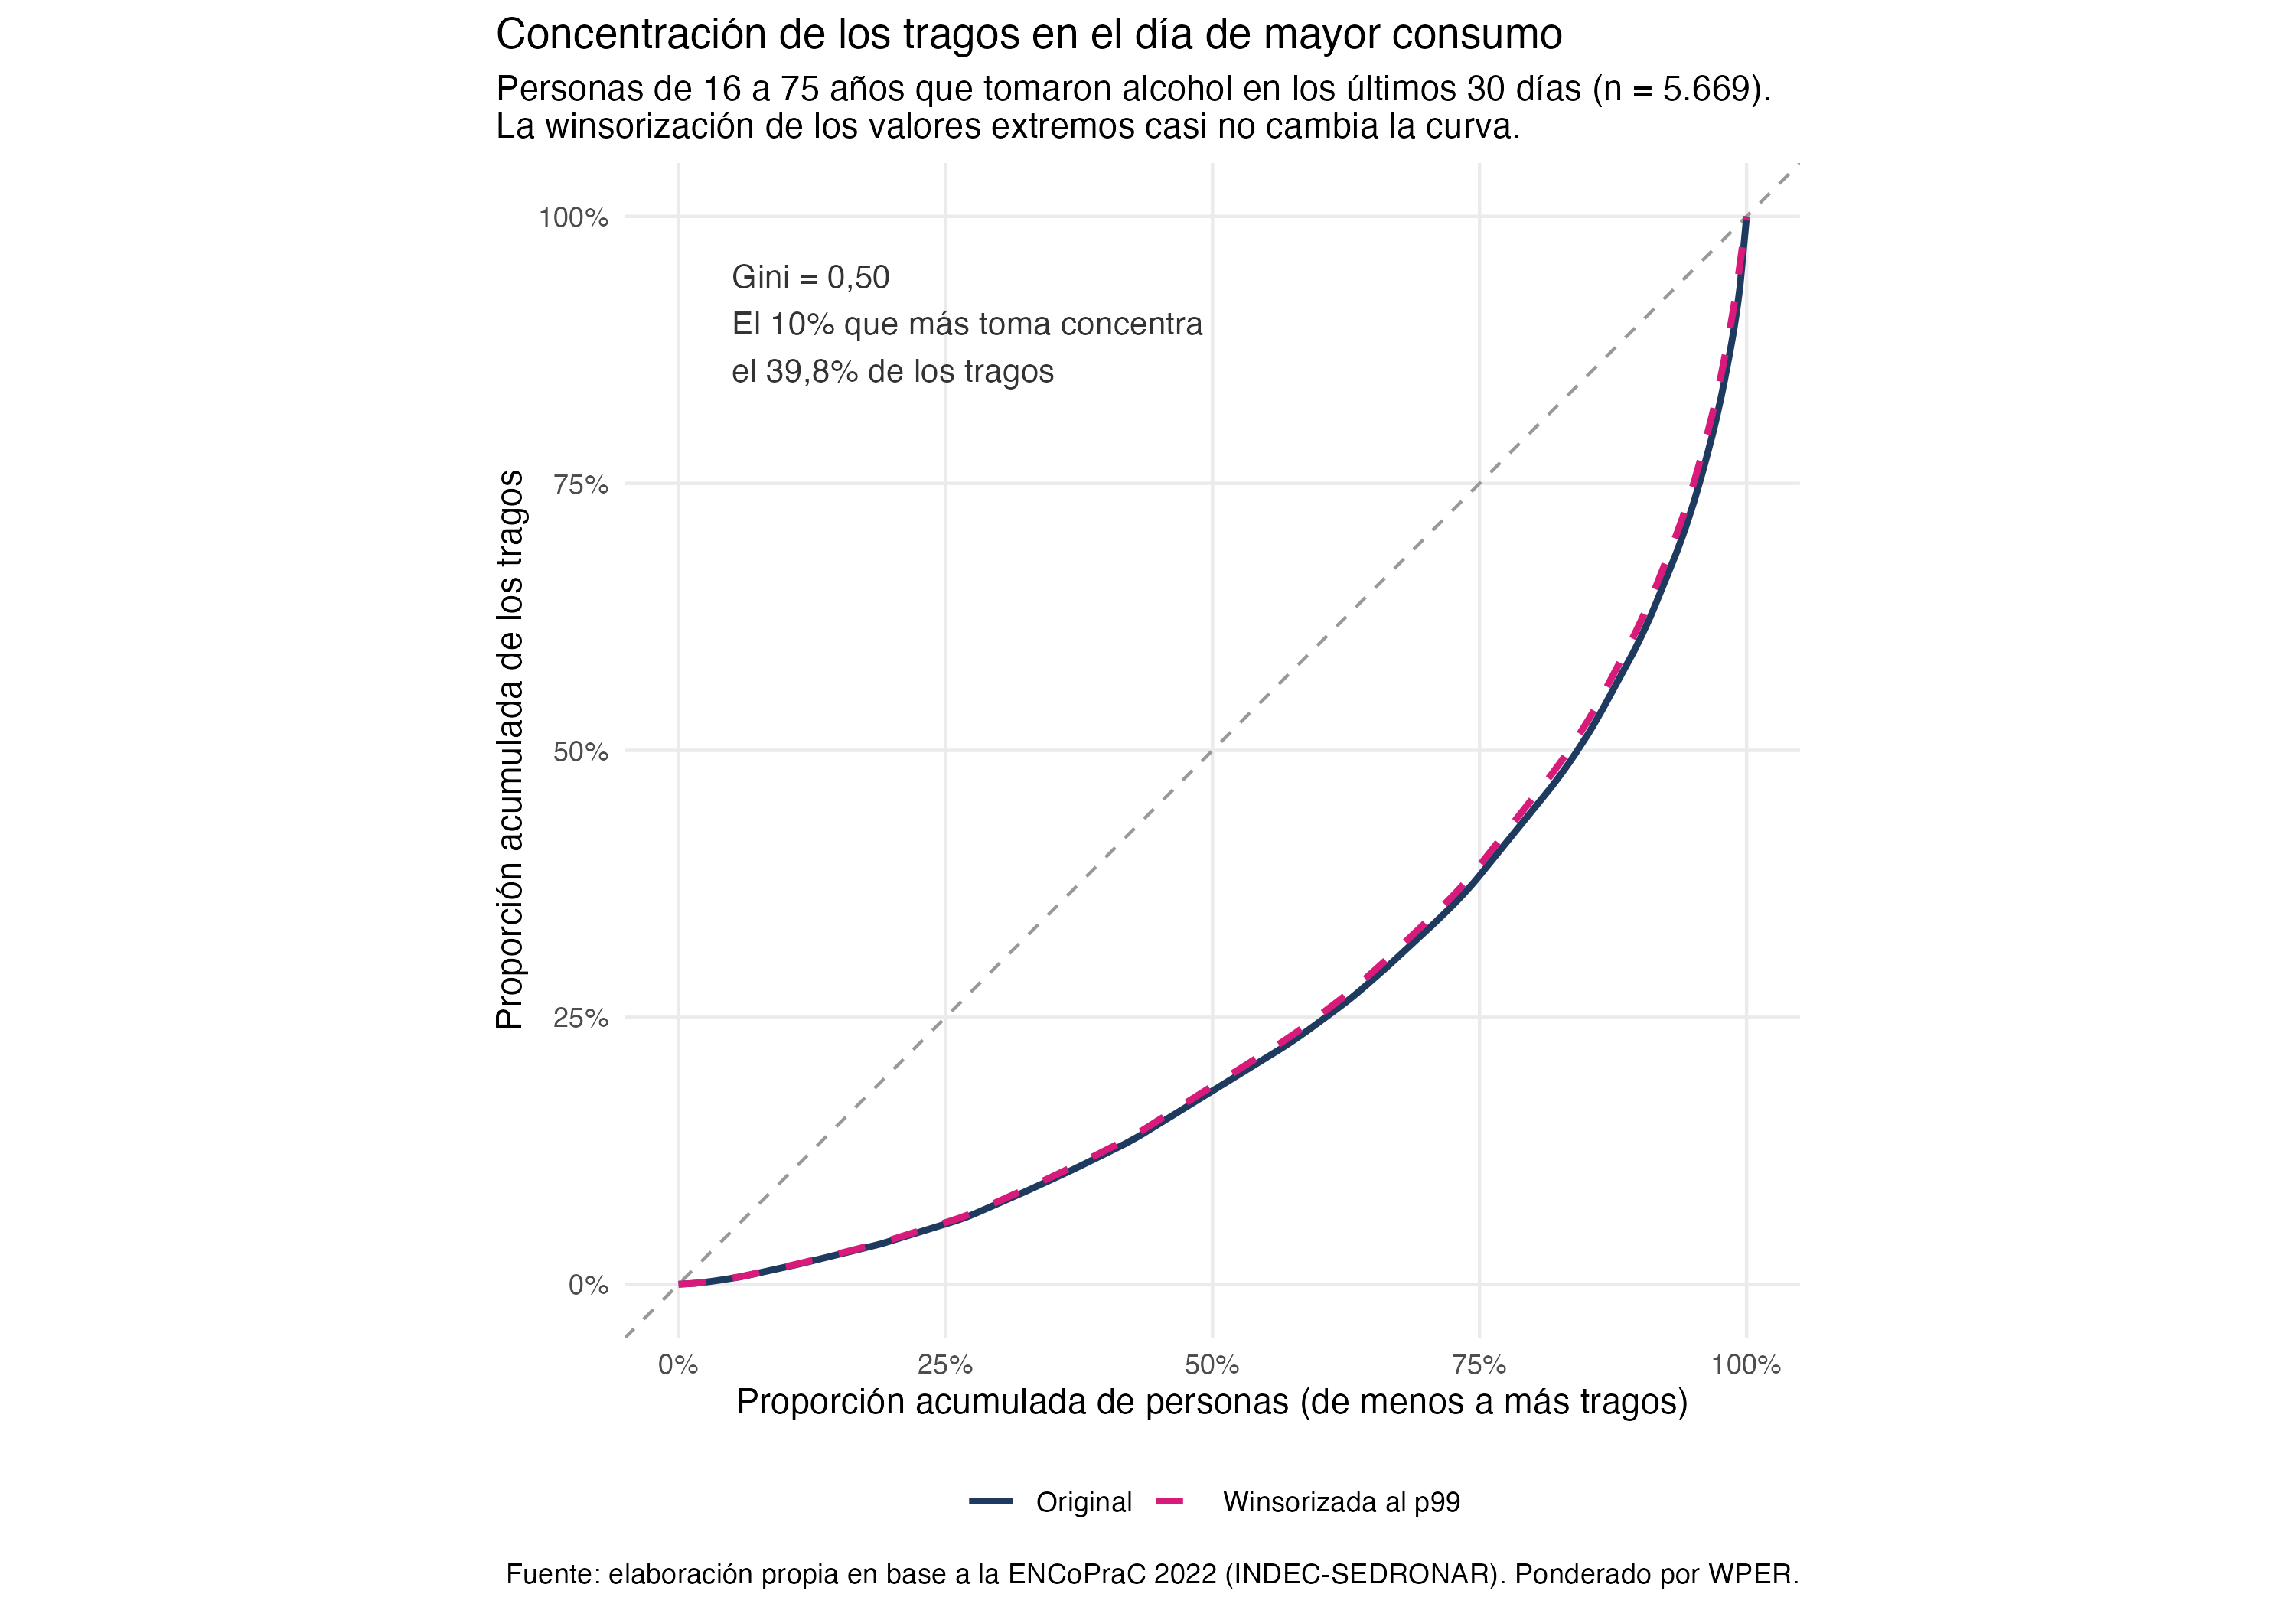 Concentración de los tragos en el día de mayor consumo
Personas de 16 a 75 años que tomaron alcohol en los últimos 30 días (n = 5.669).
La winsorización de los valores extremos casi no cambia la curva.
Proporción acumulada de los tragos
100%
75%
50%
25%
0%
Gini = 0,50
El 10% que más toma concentra
el 39,8% de los tragos
0%
25%
50%
75%
100%
Proporción acumulada de personas (de menos a más tragos)
Original
Winsorizada al p99
Fuente: elaboración propia en base a la ENCoPraC 2022 (INDEC-SEDRONAR). Ponderado por WPER.